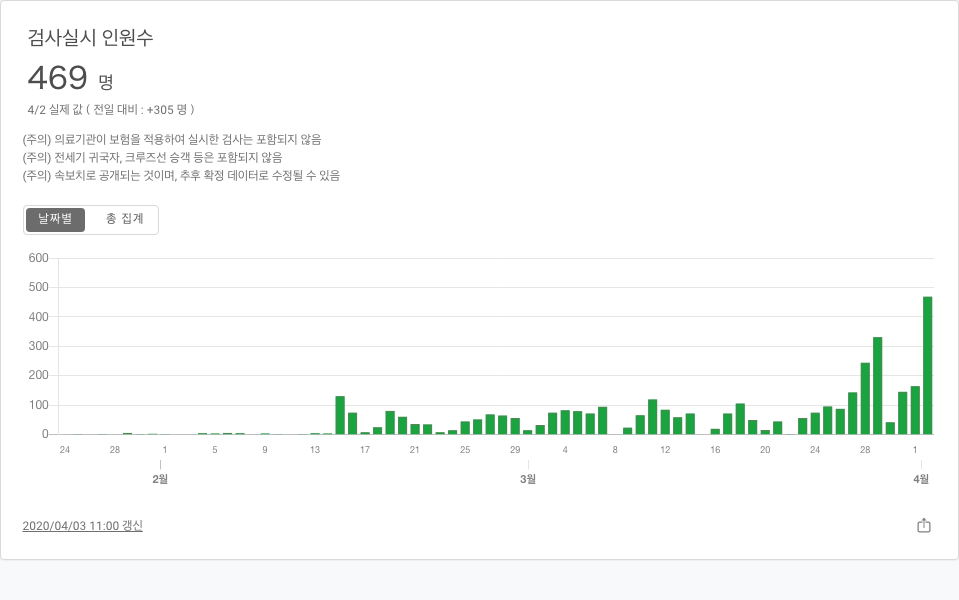 검사실시 인원수
469 명
4/2 실제 값 ( 전일 대비 : +305 명 )
(주의) 의료기관이 보험을 적용하여 실시한 검사는 포함되지 않음
(주의) 전세기 귀국자, 크루즈선 승객 등은 포함되지 않음
(주의) 속보치로 공개되는 것이며, 추후 확정 데이터로 수정될 수 있음
날짜별 총 집계
600
500
400
300
200
100
0
24 28 1 5 9 13 17 21 25 29 4 8 12 16 20 24 28 1
2월 3월 4월
2020/04/03 11:00 갱신